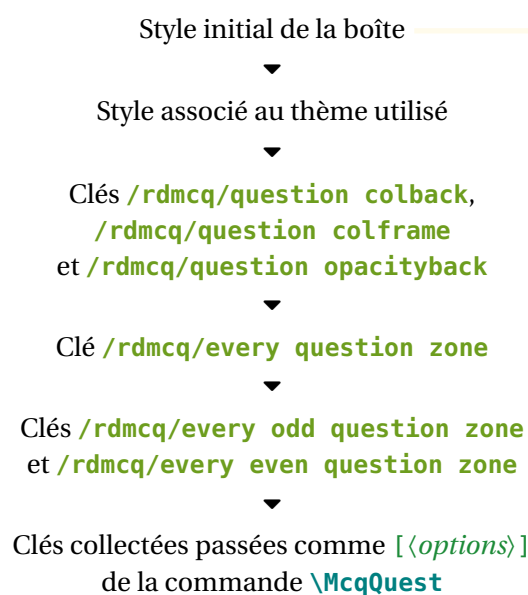 Style initial de la boîte
Style associé au thème utilisé
Clés /rdmcq/question colback,
/rdmcq/question colframe
et /rdmcq/question opacityback
Clé /rdmcq/every question zone
Clés /rdmcq/every odd question zone
et /rdmcq/every even question zone
Clés collectées passées comme [⟨options⟩]
de la commande \McqQuest